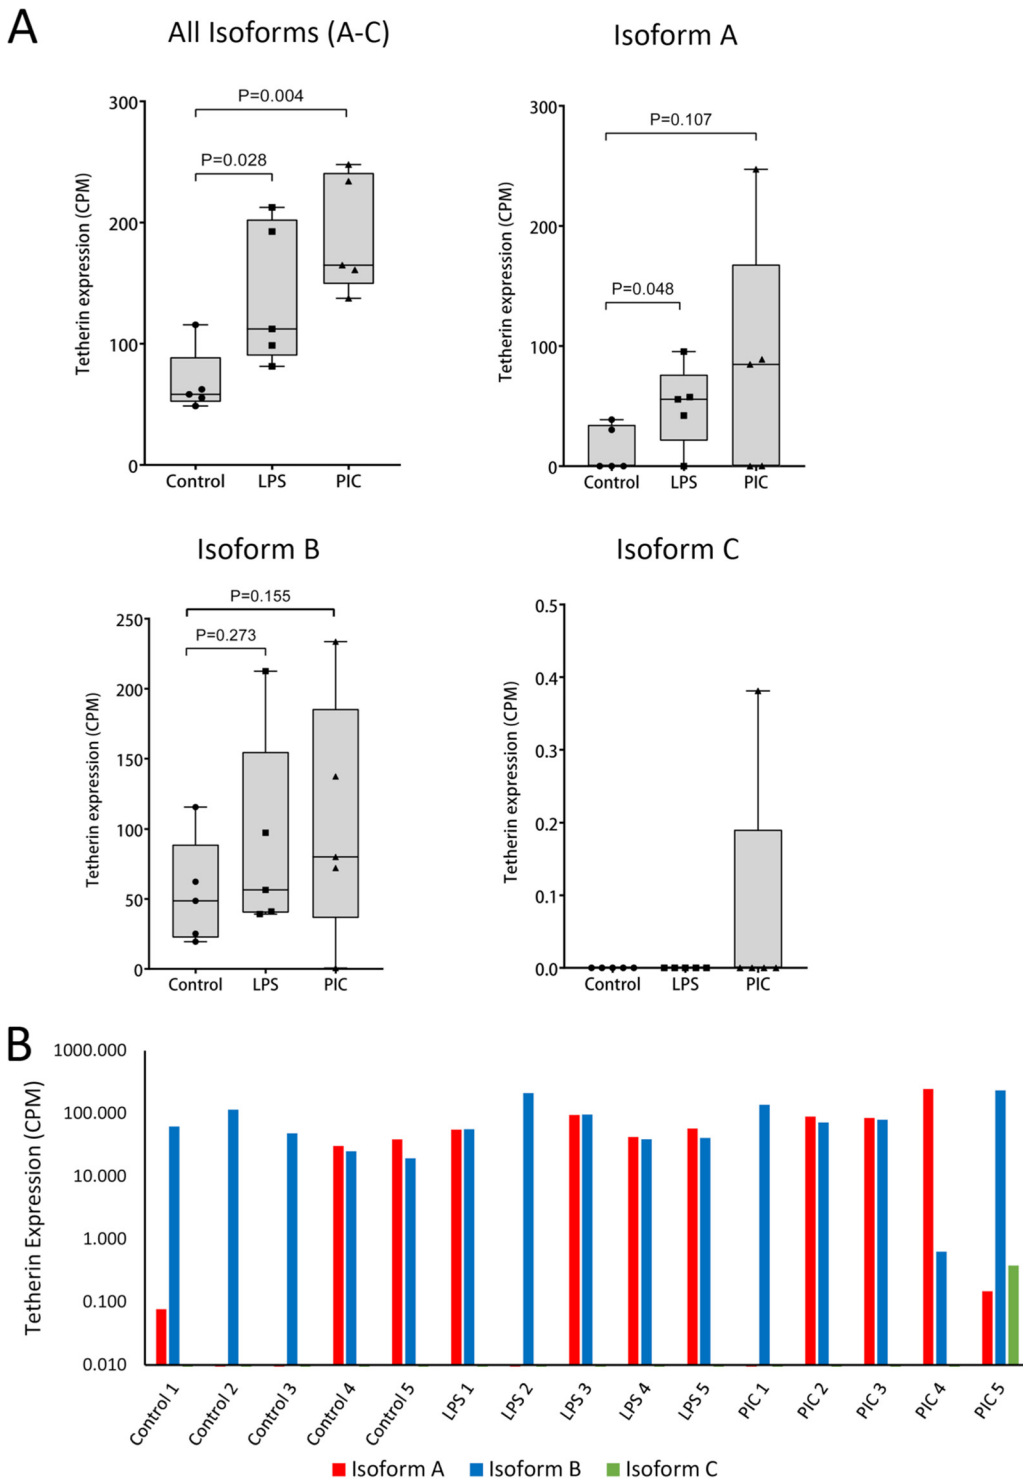 A
All Isoforms (A-C)
Isoform A
Tetherin expression (CPM)
300
200
100
0
P=0.004
P=0.028
Control
LPS
PIC
Tetherin expression (CPM)
300
200
100
0
P=0.107
P=0.048
Control
LPS
PIC
Isoform B
Isoform C
Tetherin expression (CPM)
250
200
150
100
50
0
P=0.155
P=0.273
Control
LPS
PIC
Tetherin expression (CPM)
0.5
0.4
0.3
0.2
0.1
0.0
Control
LPS
PIC
B
Tetherin Expression (CPM)
1000.000
100.000
10.000
1.000
0.100
0.010
Control 1
Control 2
Control 3
Control 4
Control 5
LPS 1
LPS 2
LPS 3
LPS 4
LPS 5
PIC 1
PIC 2
PIC 3
PIC 4
PIC 5
Isoform A
Isoform B
Isoform C